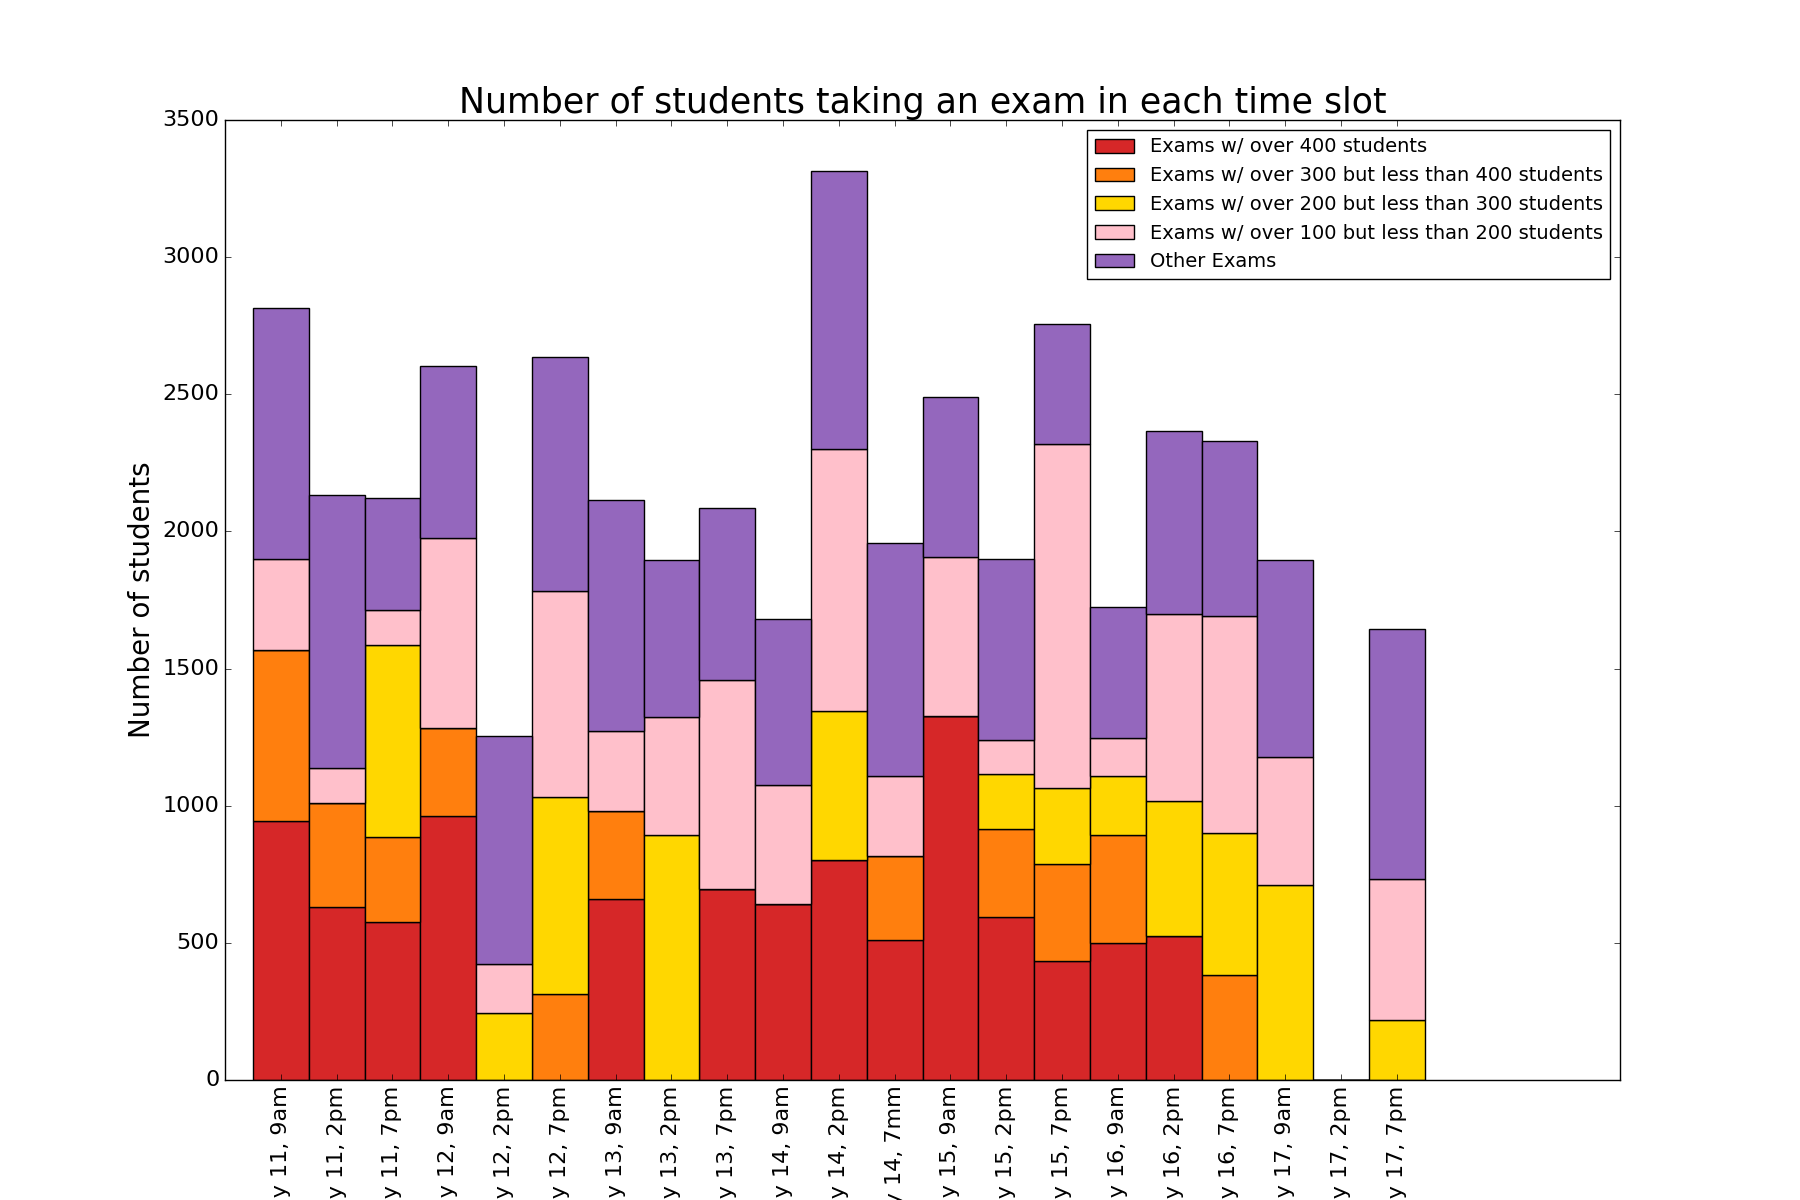 Number of students taking an exam in each time slot
Exams w/ over 400 students
Exams w/ over 300 but less than 400 students
Exams w/ over 200 but less than 300 students
Exams w/ over 100 but less than 200 students
Other Exams
3500
3000
2500
2000
1500
1000
500
0
Number of students
y 11, 9am
y 11, 2pm
y 11, 7pm
y 12, 9am
y 12, 2pm
y 12, 7pm
y 13, 9am
y 13, 2pm
y 13, 7pm
y 14, 9am
y 14, 2pm
y 14, 7mm
y 15, 9am
y 15, 2pm
y 15, 7pm
y 16, 9am
y 16, 2pm
y 16, 7pm
y 17, 9am
y 17, 2pm
y 17, 7pm